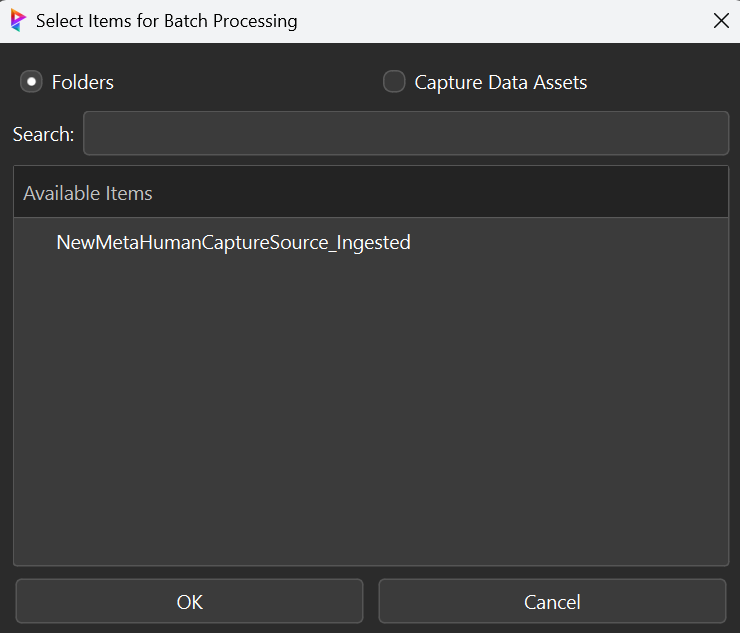 Select Items for Batch Processing
Folders
Capture Data Assets
Search:
Available Items
NewMetaHumanCaptureSource_Ingested
OK
Cancel